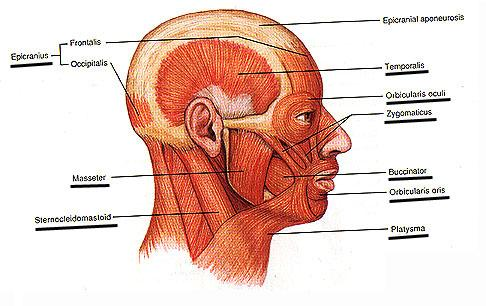 Epicranial aponeurosis
Frontalis
Epicranius
Occipitalis
Temporalis
Orbicularis oculi
Zygomaticus
Masseter
Buccinator
Orbicularis oris
Sternocleidomastoid
Platysma